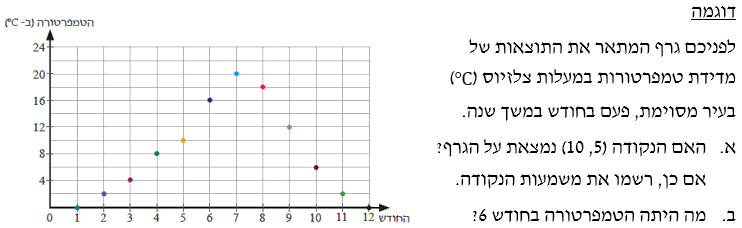 דוגמה
לפניכם גרף המתאר את התוצאות של
מדידת טמפרטורות במעלות צלזיוס (°C)
בעיר מסוימת, פעם בחודש במשך שנה.
א. האם הנקודה (5, 10) נמצאת על הגרף?
אם כן, רשמו את משמעות הנקודה.
ב. מה היתה הטמפרטורה בחודש 6?
הטמפרטורה (ב- °C)
24
20
16
12
8
4
0 1 2 3 4 5 6 7 8 9 10 11 12 החודש